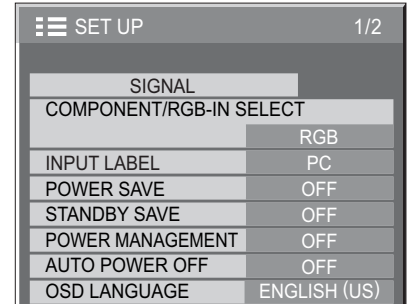 SET UP 1/2
SIGNAL
COMPONENT/RGB-IN SELECT
RGB
INPUT LABEL PC
POWER SAVE OFF
STANDBY SAVE OFF
POWER MANAGEMENT OFF
AUTO POWER OFF OFF
OSD LANGUAGE ENGLISH (US)